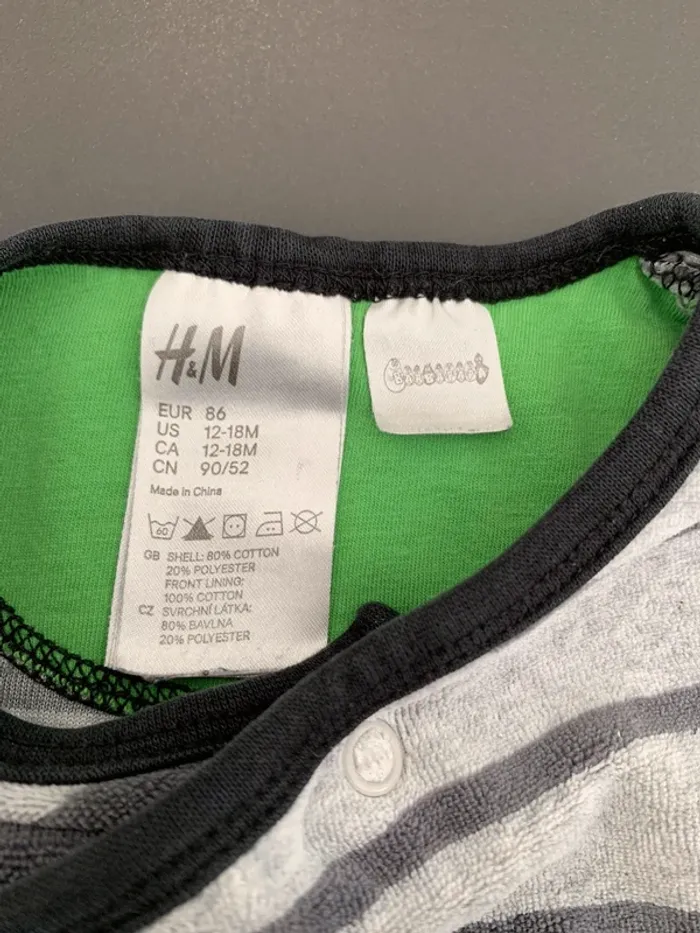 H&M
EUR 86
US 12-18M
CA 12-18M
CN 90/52
Made in China
60
GB SHELL: 80% COTTON
20% POLYESTER
FRONT LINING:
100% COTTON
CZ SVRCHNÍ LÁTKA:
80% BAVLNA
20% POLYESTER